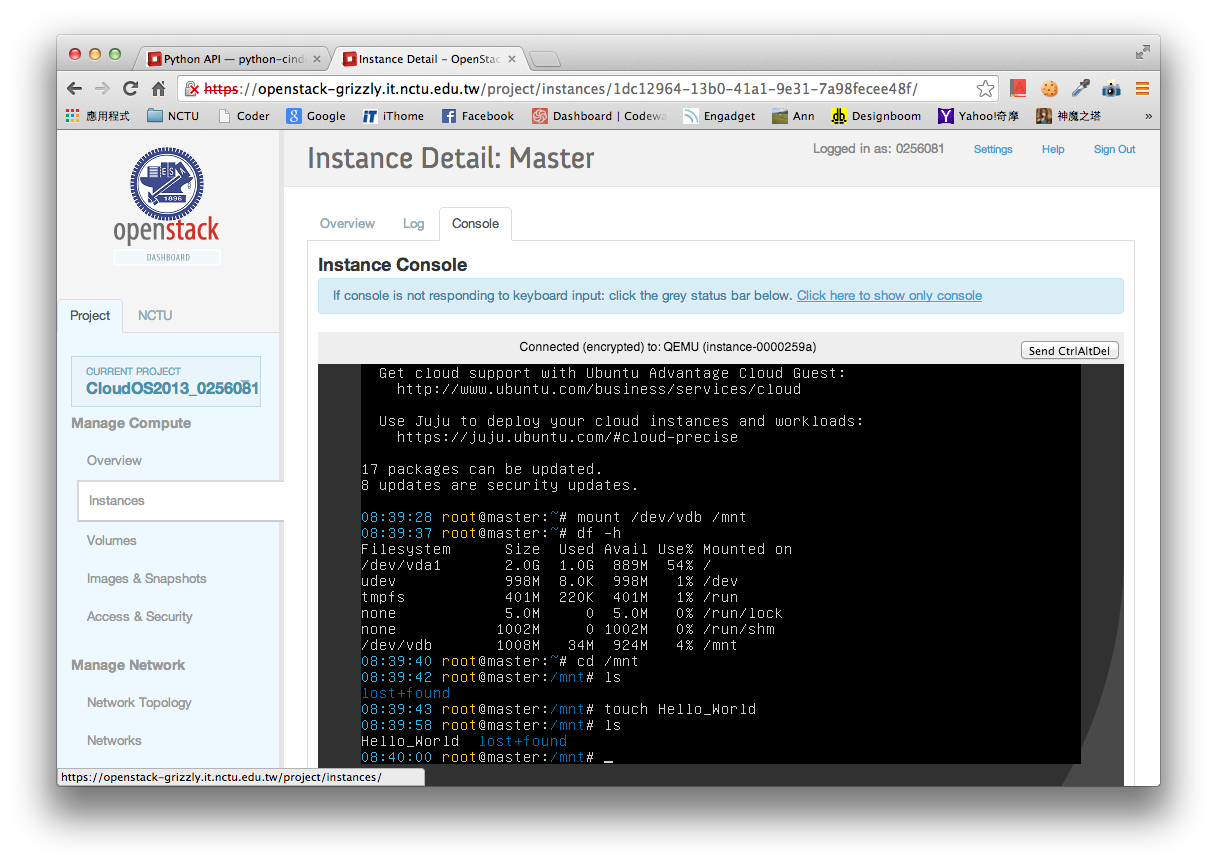 Python API — python-cind
Instance Detail - OpenStac
https://openstack-grizzly.it.nctu.edu.tw/project/instances/1dc12964-13b0-41a1-9e31-7a98fecee48f/
應用程式 NCTU Coder Google iThome Facebook Dashboard | Codewa Engadget Ann Designboom Yahoo!奇摩 神魔之塔 »
ES
1896
openstack
DASHBOARD
Project NCTU
CURRENT PROJECT
CloudOS2013_0256081
Manage Compute
Overview
Instances
Volumes
Images & Snapshots
Access & Security
Manage Network
Network Topology
Networks
https://openstack-grizzly.it.nctu.edu.tw/project/instances/
Instance Detail: Master
Logged in as: 0256081 Settings Help Sign Out
Overview Log Console
Instance Console
If console is not responding to keyboard input: click the grey status bar below. Click here to show only console
Connected (encrypted) to: QEMU (instance-0000259a)
Send CtrlAltDel
Get cloud support with Ubuntu Advantage Cloud Guest:
http://www.ubuntu.com/business/services/cloud
Use Juju to deploy your cloud instances and workloads:
https://juju.ubuntu.com/#cloud-precise
17 packages can be updated.
8 updates are security updates.
08:39:28 root@master:~# mount /dev/vdb /mnt
08:39:37 root@master:~# df -h
Filesystem Size Used Avail Use% Mounted on
/dev/vda1 2.0G 1.0G 889M 54% /
udev 998M 8.0K 998M 1% /dev
tmpfs 401M 220K 401M 1% /run
none 5.0M 0 5.0M 0% /run/lock
none 1002M 0 1002M 0% /run/shm
/dev/vdb 1008M 34M 924M 4% /mnt
08:39:40 root@master:~# cd /mnt
08:39:42 root@master:/mnt# ls
lost+found
08:39:43 root@master:/mnt# touch Hello_World
08:39:58 root@master:/mnt# ls
Hello_World lost+found
08:40:00 root@master:/mnt# _